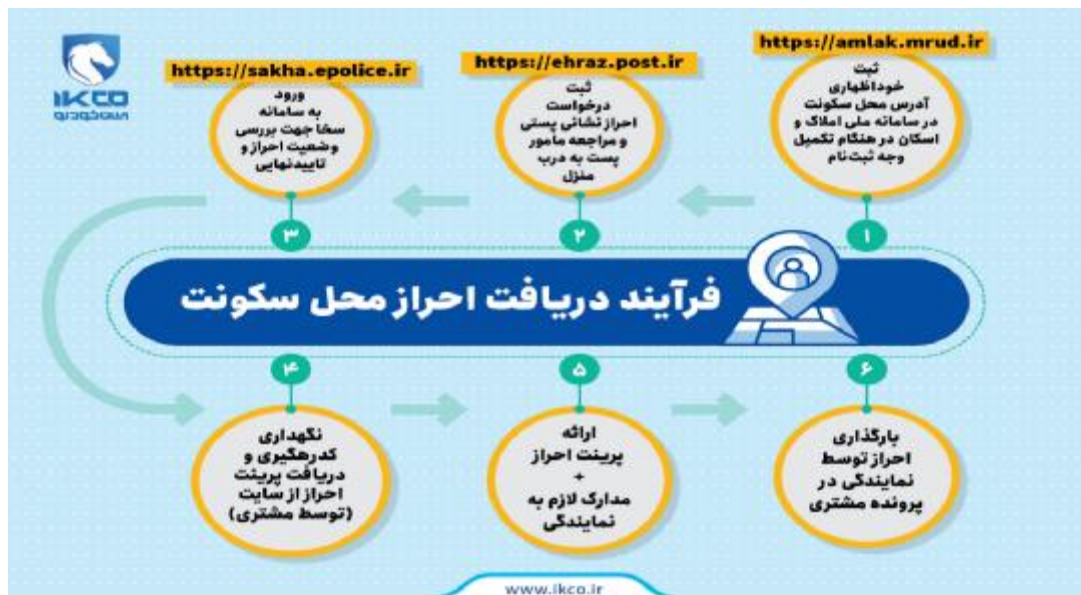 IKCO
ایران‌خودرو
https://amlak.mrud.ir
ثبت
خوداظهاری
آدرس محل سکونت
در سامانه ملی املاک و
اسکان در هنگام تکمیل
وجه ثبت‌نام
https://ehraz.post.ir
ثبت
درخواست
احراز نشانی پستی
و مراجعه مامور
پست به درب
منزل
https://sakha.epolice.ir
ورود
به سامانه
سخا جهت بررسی
وضعیت احراز و
تاییدنهایی
۱
۲
۳
فرآیند دریافت احراز محل سکونت
۴
۵
۶
نگهداری
کدرهگیری و
دریافت پرینت
احراز از سایت
(توسط مشتری)
ارائه
پرینت احراز
+
مدارک لازم به
نمایندگی
بارگذاری
احراز توسط
نمایندگی در
پرونده مشتری
www.ikco.ir